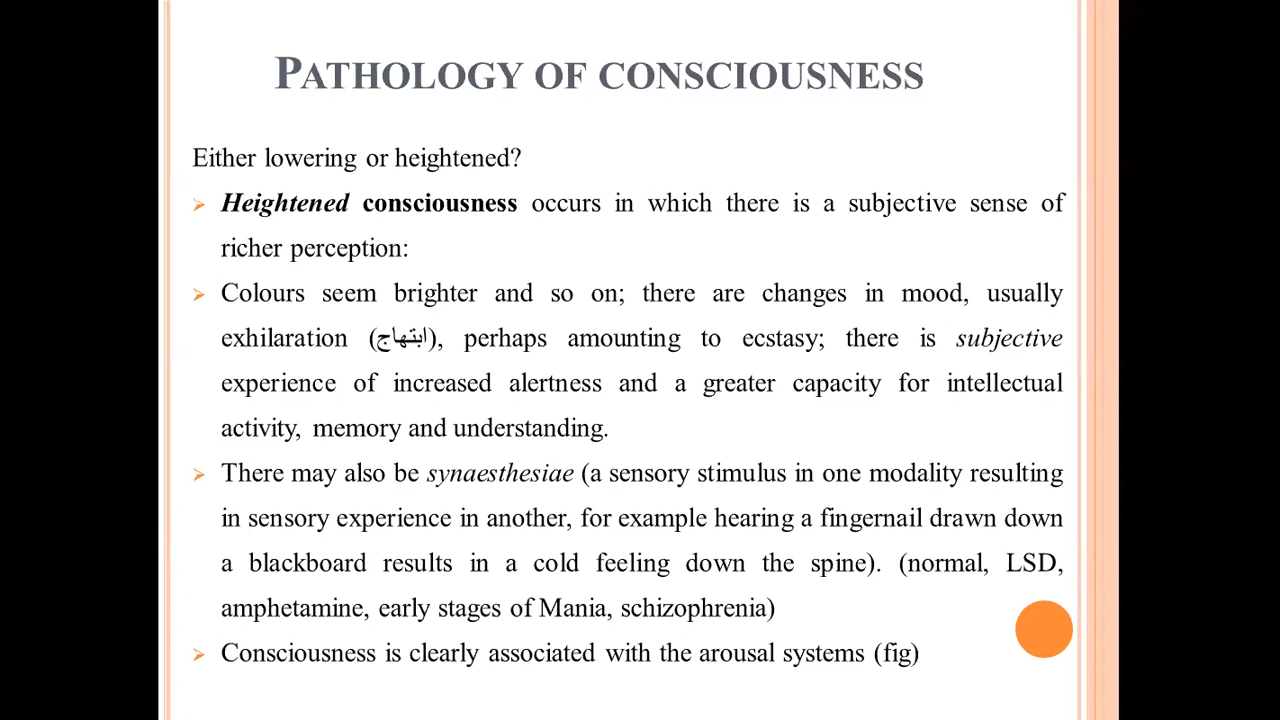 PATHOLOGY OF CONSCIOUSNESS
Either lowering or heightened?
➢ Heightened consciousness occurs in which there is a subjective sense of
richer perception:
➢ Colours seem brighter and so on; there are changes in mood, usually
exhilaration (ابتهاج), perhaps amounting to ecstasy; there is subjective
experience of increased alertness and a greater capacity for intellectual
activity, memory and understanding.
➢ There may also be synaesthesiae (a sensory stimulus in one modality resulting
in sensory experience in another, for example hearing a fingernail drawn down
a blackboard results in a cold feeling down the spine). (normal, LSD,
amphetamine, early stages of Mania, schizophrenia)
➢ Consciousness is clearly associated with the arousal systems (fig)